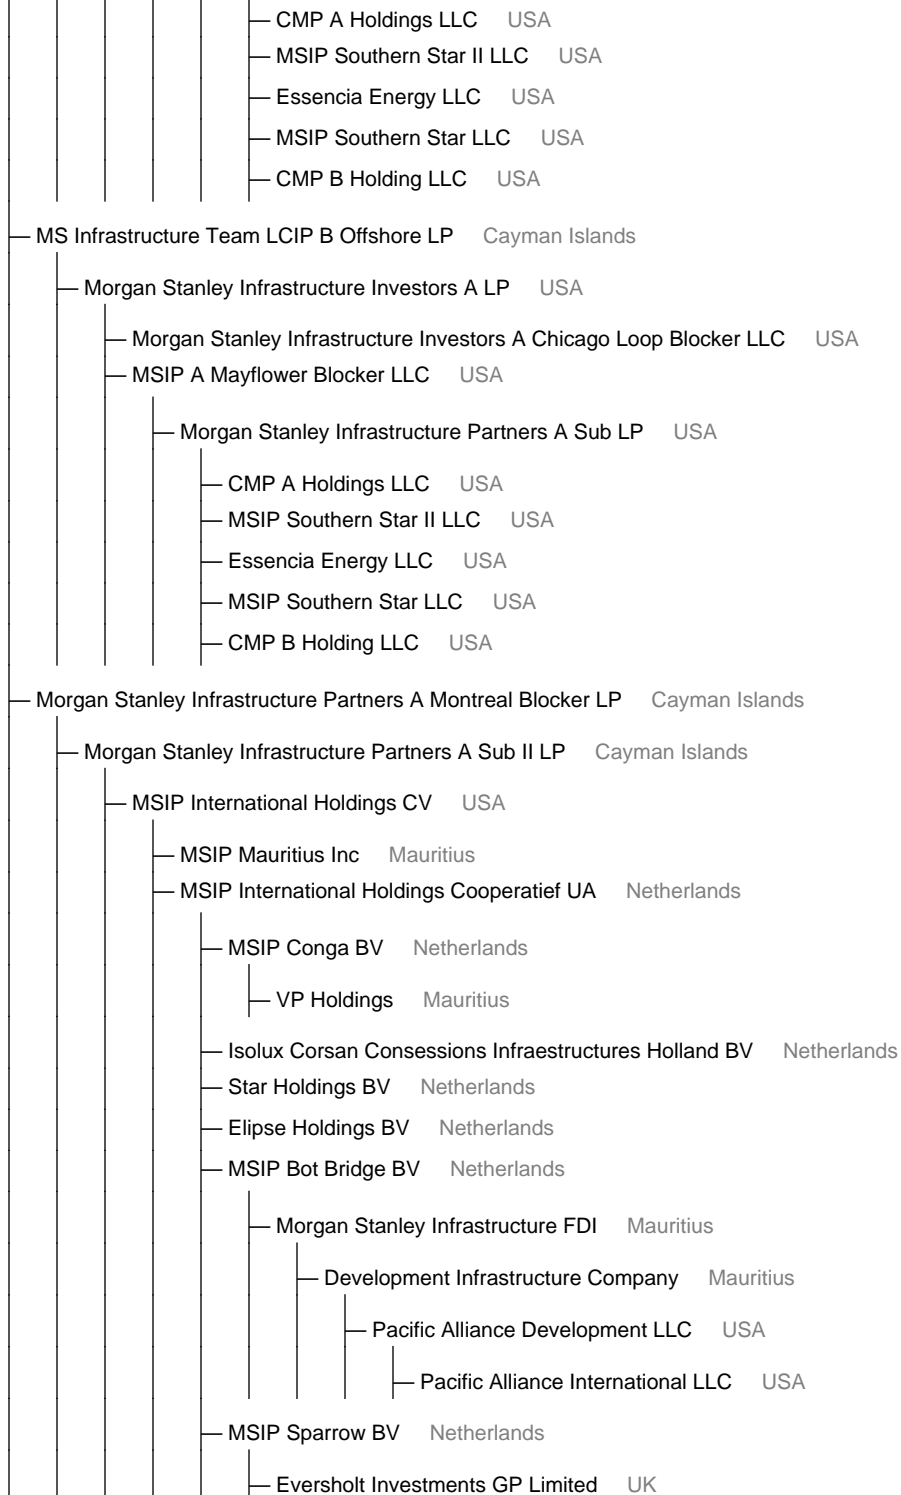 CMP A Holdings LLC USA
MSIP Southern Star II LLC USA
Essencia Energy LLC USA
MSIP Southern Star LLC USA
CMP B Holding LLC USA
MS Infrastructure Team LCIP B Offshore LP Cayman Islands
Morgan Stanley Infrastructure Investors A LP USA
Morgan Stanley Infrastructure Investors A Chicago Loop Blocker LLC USA
MSIP A Mayflower Blocker LLC USA
Morgan Stanley Infrastructure Partners A Sub LP USA
CMP A Holdings LLC USA
MSIP Southern Star II LLC USA
Essencia Energy LLC USA
MSIP Southern Star LLC USA
CMP B Holding LLC USA
Morgan Stanley Infrastructure Partners A Montreal Blocker LP Cayman Islands
Morgan Stanley Infrastructure Partners A Sub II LP Cayman Islands
MSIP International Holdings CV USA
MSIP Mauritius Inc Mauritius
MSIP International Holdings Cooperatief UA Netherlands
MSIP Conga BV Netherlands
VP Holdings Mauritius
Isolux Corsan Consessions Infraestructures Holland BV Netherlands
Star Holdings BV Netherlands
Elipse Holdings BV Netherlands
MSIP Bot Bridge BV Netherlands
Morgan Stanley Infrastructure FDI Mauritius
Development Infrastructure Company Mauritius
Pacific Alliance Development LLC USA
Pacific Alliance International LLC USA
MSIP Sparrow BV Netherlands
Eversholt Investments GP Limited UK